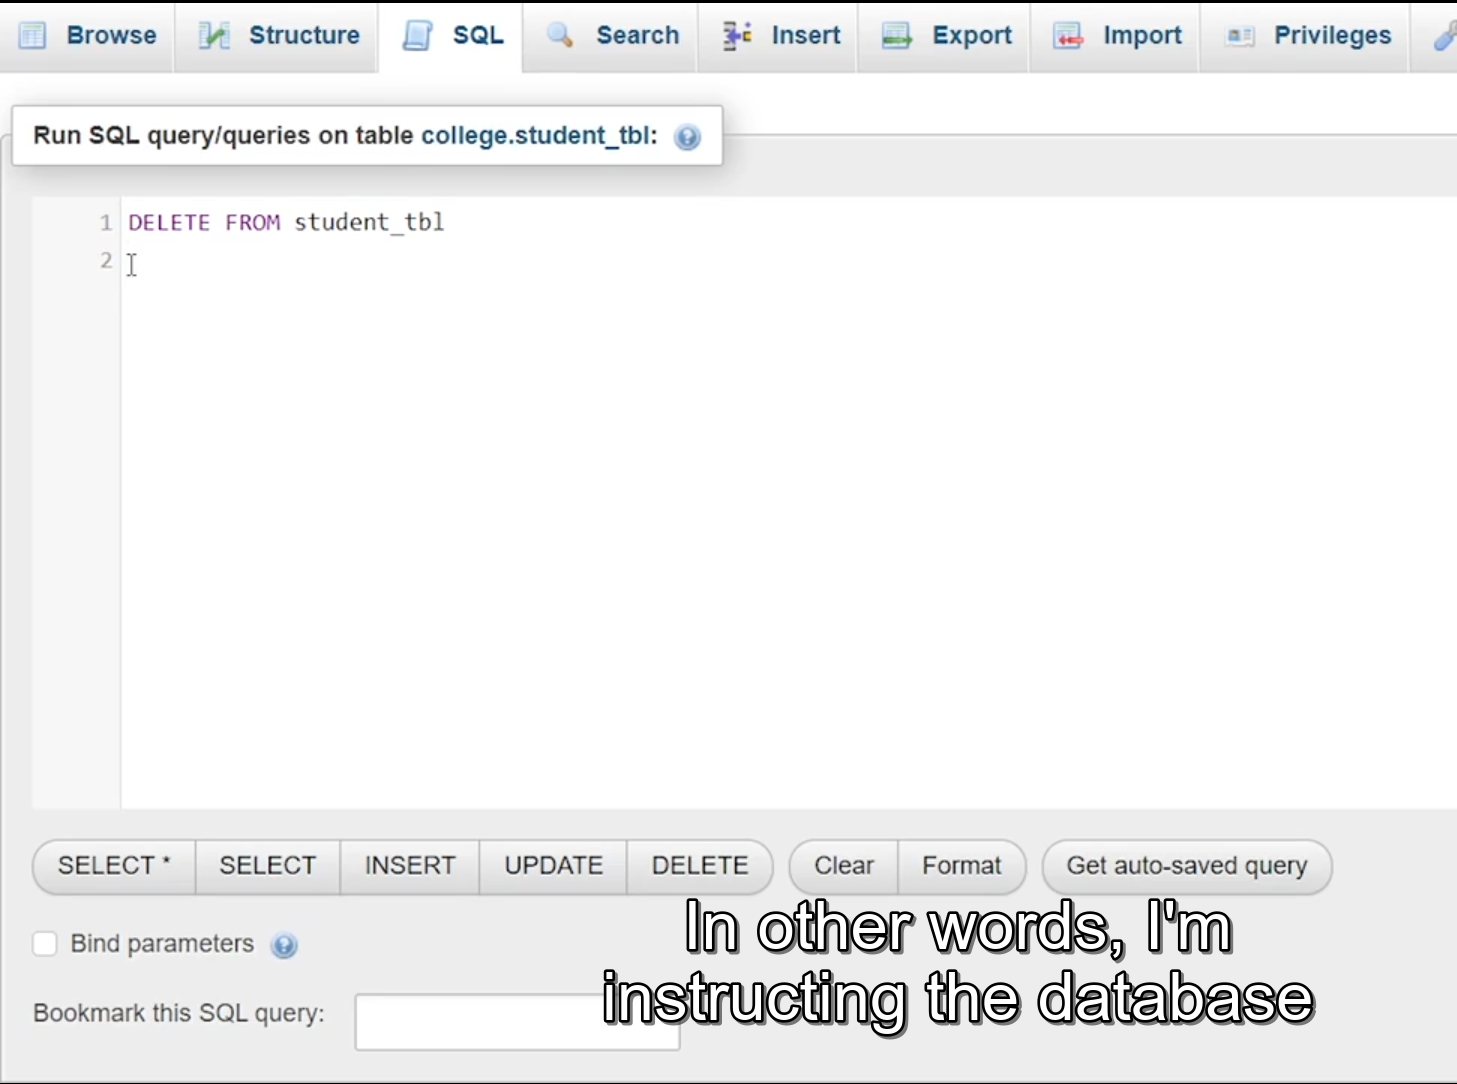 Browse Structure SQL Search Insert Export Import Privileges
Run SQL query/queries on table college.student_tbl:
1 DELETE FROM student_tbl
2
SELECT * SELECT INSERT UPDATE DELETE Clear Format Get auto-saved query
Bind parameters
Bookmark this SQL query:
In other words, I'm
instructing the database